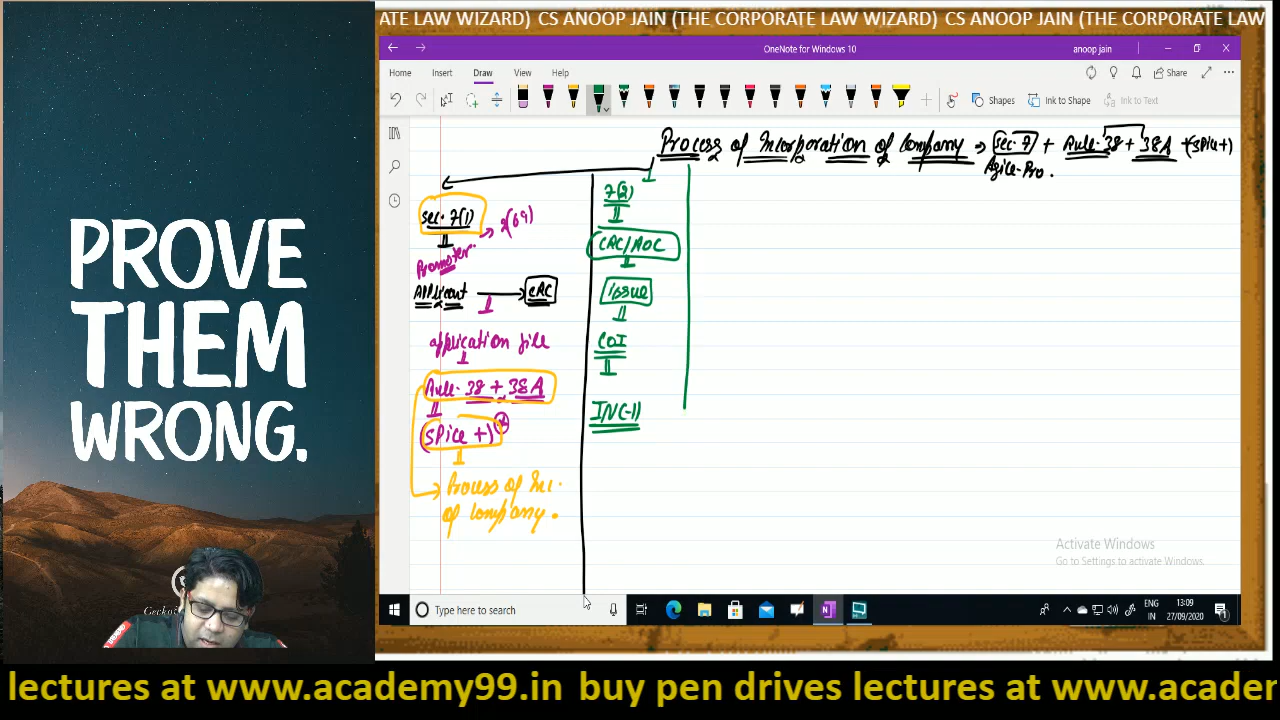 ATE LAW WIZARD) CS ANOOP JAIN (THE CORPORATE LAW WIZARD) CS ANOOP JAIN (THE CORPORATE LAW
OneNote for Windows 10
anoop jain
Home Insert Draw View Help
Share
Shapes
Ink to Shape
Ink to Text
PROVE
THEM
WRONG.
Process of Incorporation of Company ⇒ Sec. 7 + Rule-38 + 38A + (SPice+)
Agile-Pro.
Sec. 7(1)
→ 2(69)
Promoter
Applicant → CRC
application file
Rule-38 + 38A
(SPice +)
Process of Inc.
of Company.
7(2)
CRC/ROC
Issue
COI
INC-11
Activate Windows
Go to Settings to activate Windows.
Type here to search
ENG
IN
13:09
27/09/2020
lectures at www.academy99.in buy pen drives lectures at www.academ